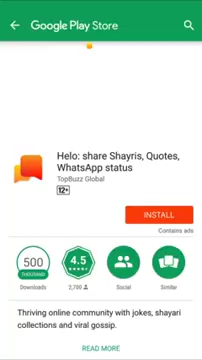 Google Play Store
Helo: share Shayris, Quotes,
WhatsApp status
TopBuzz Global
12+
INSTALL
Contains ads
500
THOUSAND
Downloads
4.5
2,700
Social
Similar
Thriving online community with jokes, shayari
collections and viral gossip.
READ MORE